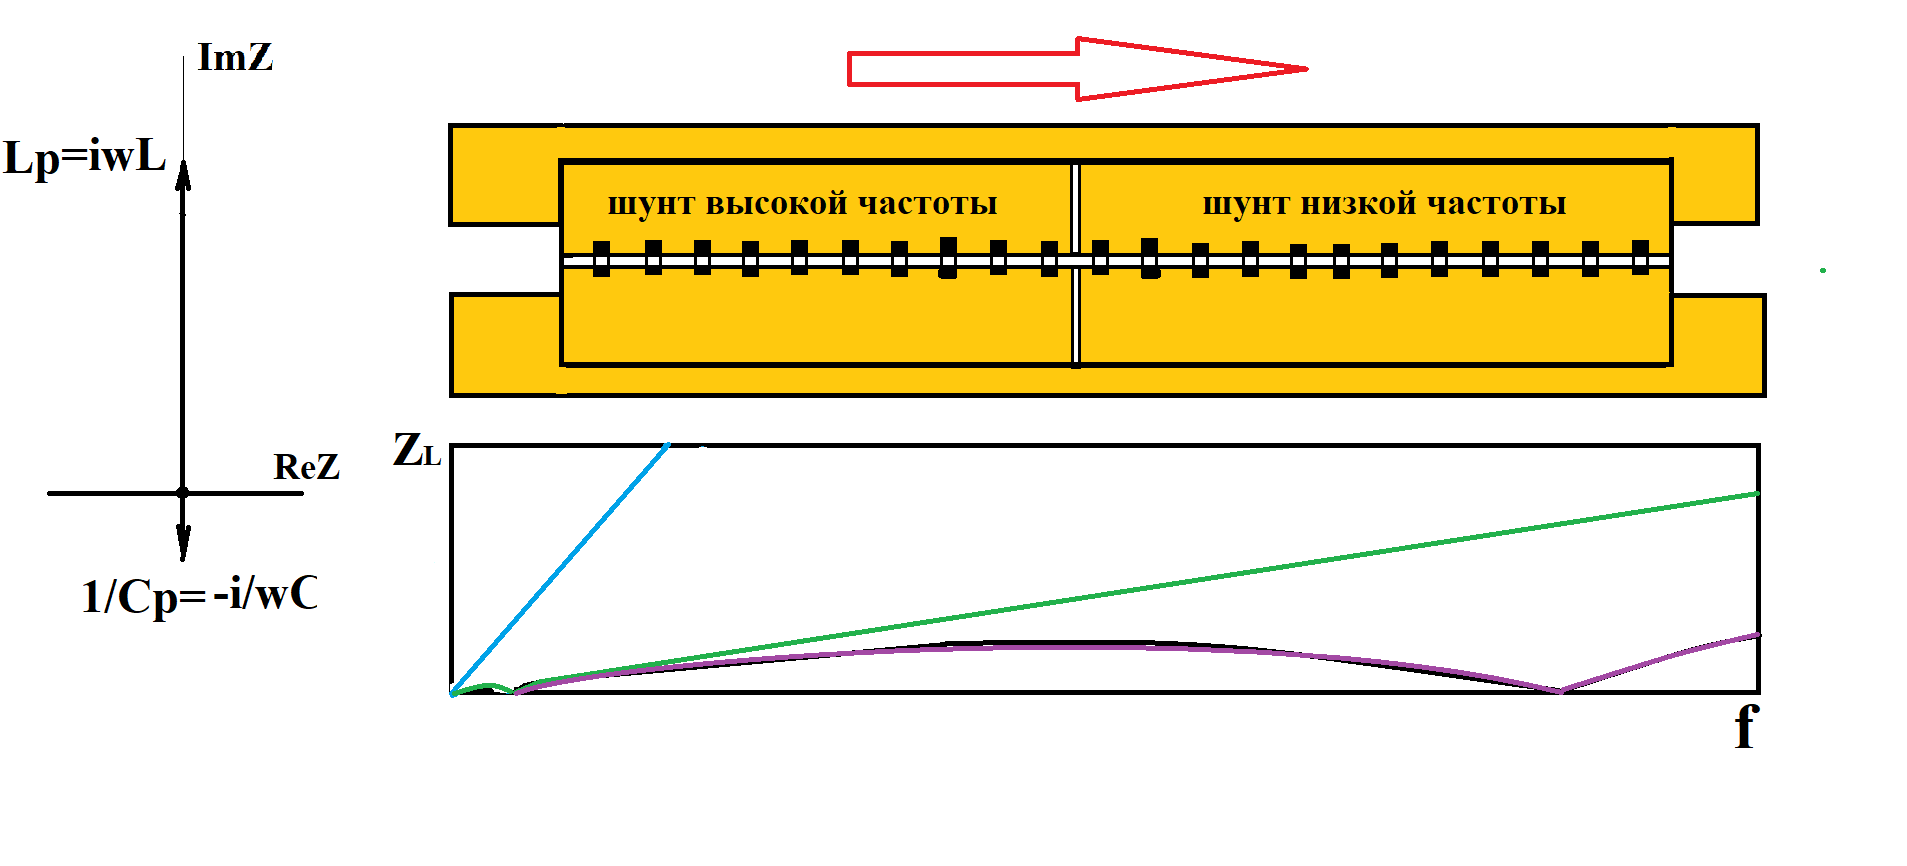 ImZ
Lp=iwL
шунт высокой частоты
шунт низкой частоты
ReZ
ZL
1/Cp=-i/wC
f